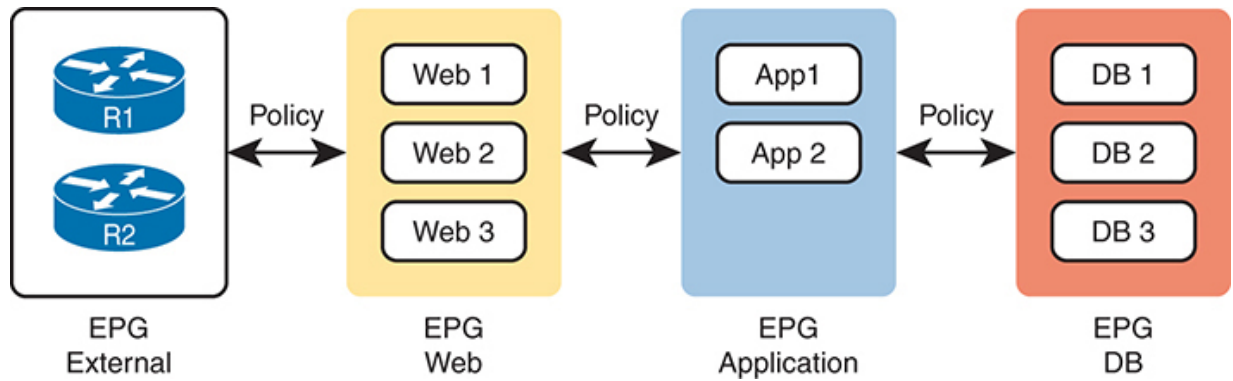 R1
R2
Policy
Web 1
Web 2
Web 3
Policy
App1
App 2
Policy
DB 1
DB 2
DB 3
EPG
External
EPG
Web
EPG
Application
EPG
DB